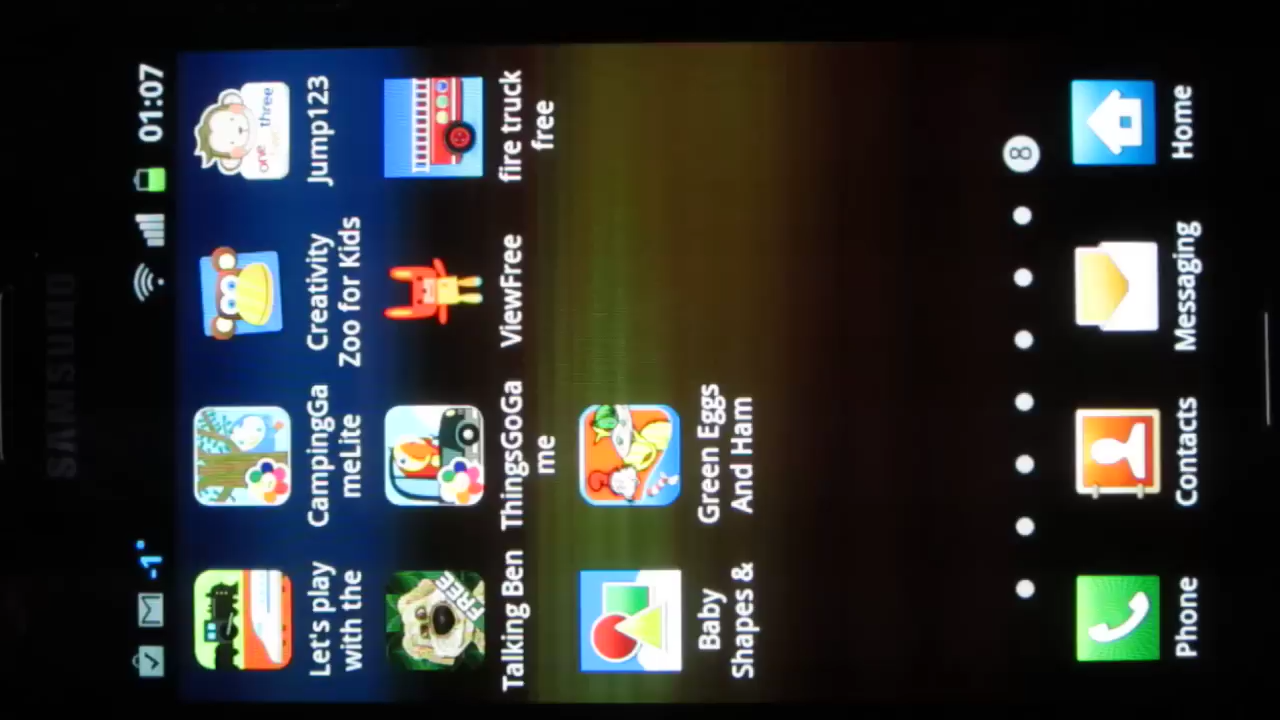 SAMSUNG
-1°
01:07
Let's play
with the
CampingGa
meLite
Creativity
Zoo for Kids
one
three
Jump123
FREE
Talking Ben
ThingsGoGa
me
ViewFree
fire truck
free
Baby
Shapes &
Green Eggs
And Ham
8
Phone
Contacts
Messaging
Home